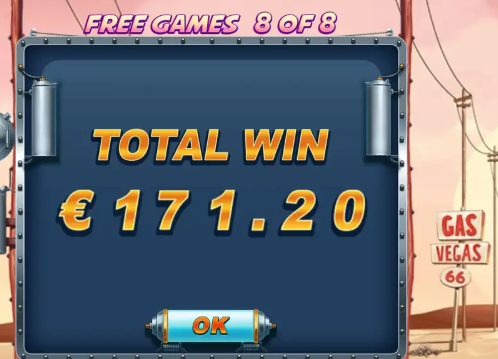 FREE GAMES 8 OF 8
TOTAL WIN
€171.20
GAS
VEGAS
66
OK